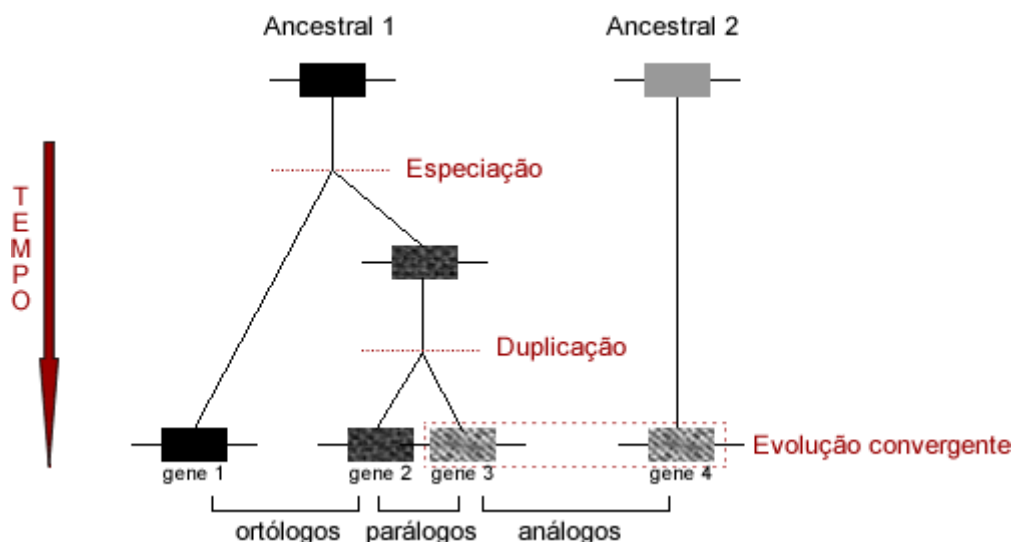 Ancestral 1
Ancestral 2
Especiação
TEMPO
Duplicação
Evolução convergente
gene 1
gene 2
gene 3
gene 4
ortólogos
parálogos
análogos